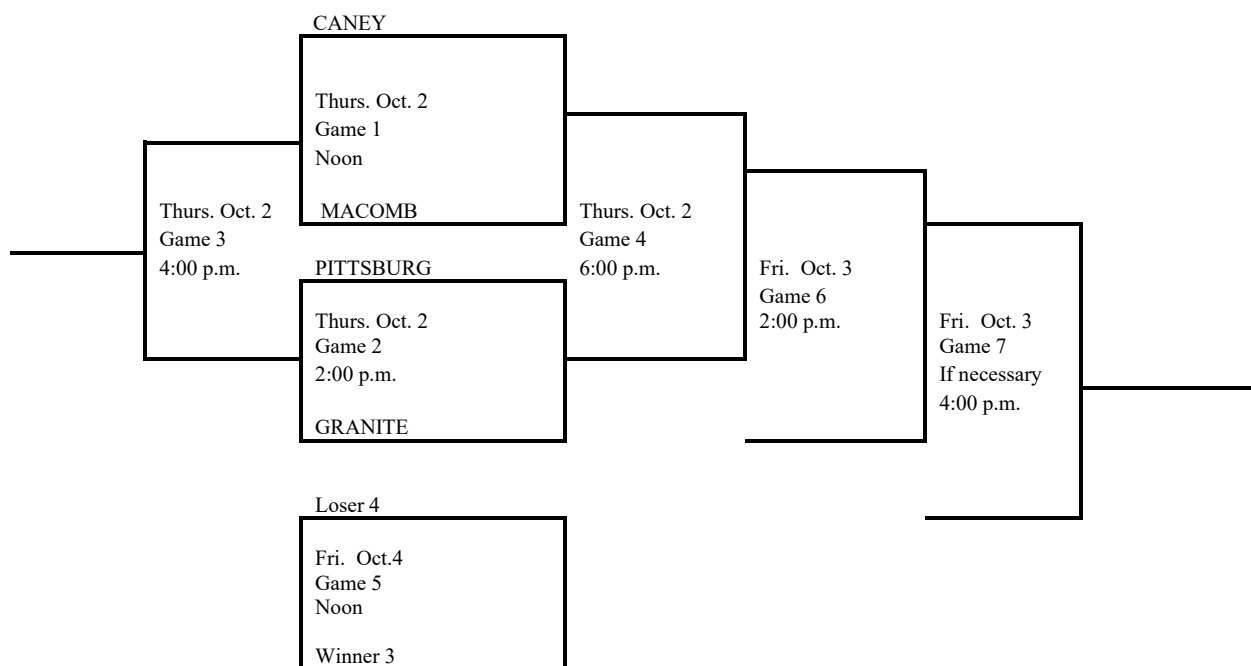 CANEY
Thurs. Oct. 2
Game 1
Noon
MACOMB
Thurs. Oct. 2
Game 3
4:00 p.m.
Thurs. Oct. 2
Game 4
6:00 p.m.
PITTSBURG
Thurs. Oct. 2
Game 2
2:00 p.m.
GRANITE
Fri.  Oct. 3
Game 6
2:00 p.m.
Fri.  Oct. 3
Game 7
If necessary
4:00 p.m.
Loser 4
Fri.  Oct.4
Game 5
Noon
Winner 3